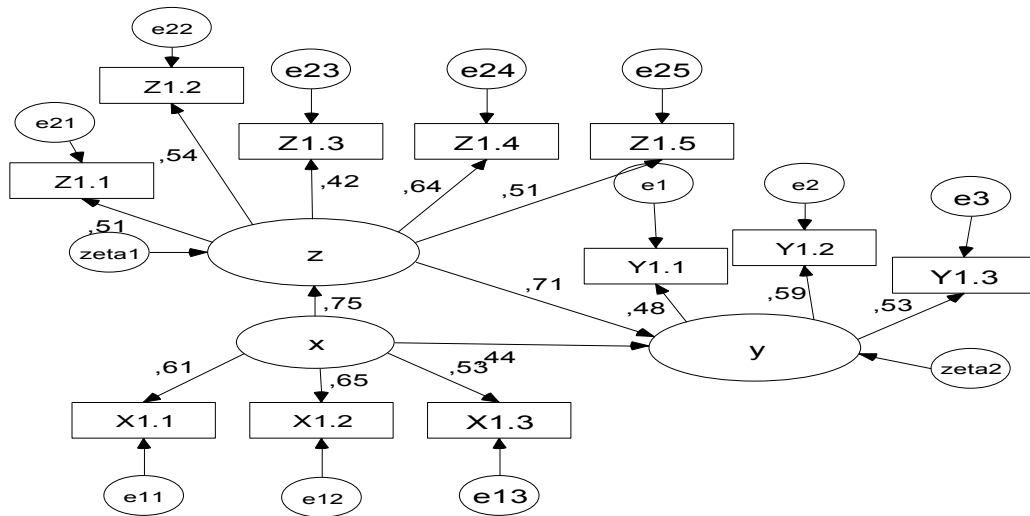 e22
e23
e24
e25
Z1.2
e21
Z1.3
Z1.4
Z1.5
,54
,42
,64
,51
Z1.1
e1
e2
e3
,51
zeta1
z
Y1.1
Y1.2
Y1.3
,71
,48
,59
,53
,75
x
y
,44
,61
,65
,53
zeta2
X1.1
X1.2
X1.3
e11
e12
e13